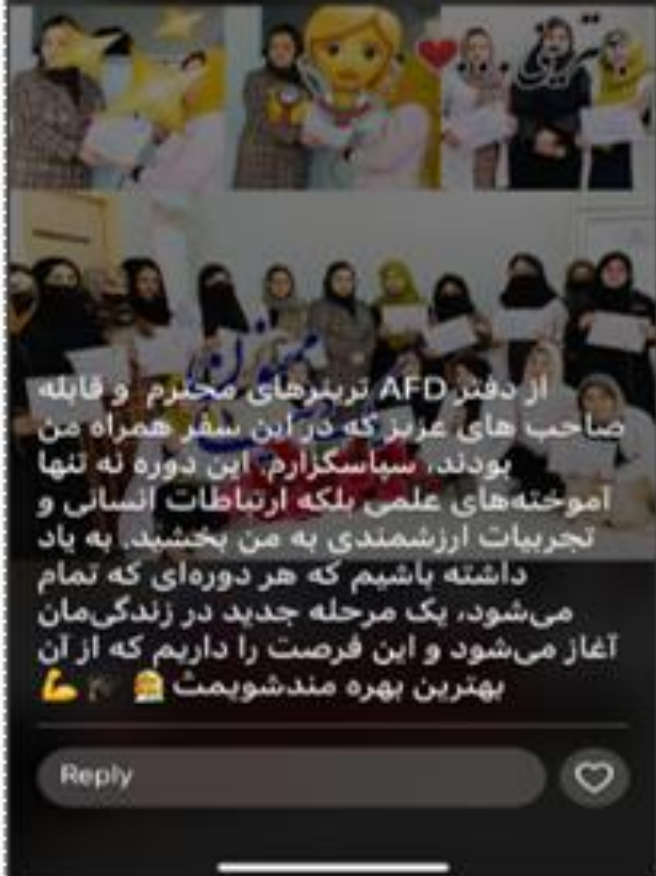 ترینی
از دفتر AFD ترینرهای محترم و قابله
صاحب های عزیز که در این سفر همراه من
بودند، سپاسگزارم. این دوره نه تنها
آموخته‌های علمی بلکه ارتباطات انسانی و
تجربیات ارزشمندی به من بخشید. به یاد
داشته باشیم که هر دوره‌ای که تمام
می‌شود، یک مرحله جدید در زندگی‌مان
آغاز می‌شود و این فرصت را داریم که از آن
بهترین بهره مندشویمث 👩‍🎓 🎓 💪
Reply